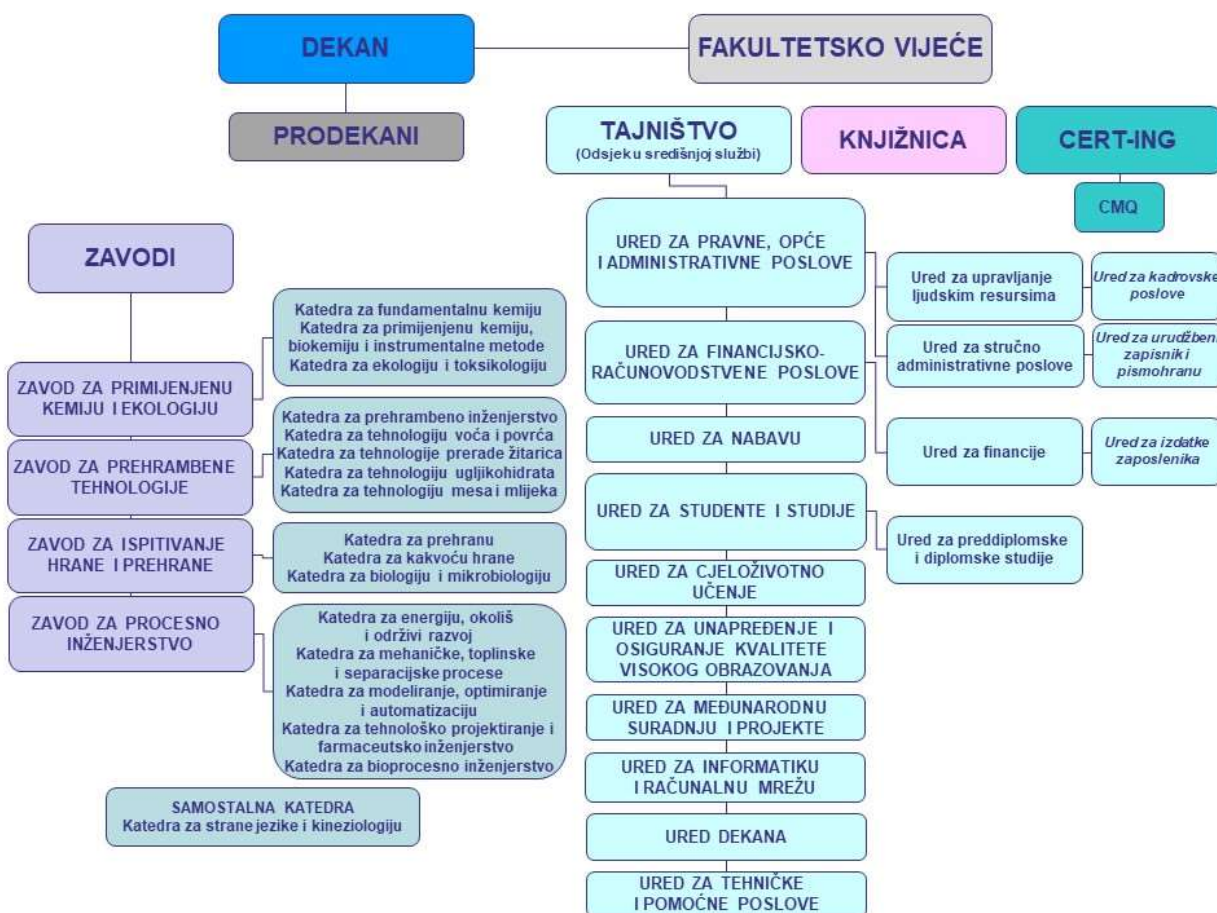 DEKAN
FAKULTETSKO VIJEĆE
PRODEKANI
TAJNIŠTVO
(Odsjek u središnjoj službi)
KNJIŽNICA
CERT-ING
CMQ
ZAVODI
ZAVOD ZA PRIMIJENJENU
KEMIJU I EKOLOGIJU
Katedra za fundamentalnu kemiju
Katedra za primijenjenu kemiju,
biokemiju i instrumentalne metode
Katedra za ekologiju i toksikologiju
ZAVOD ZA PREHRAMBENE
TEHNOLOGIJE
Katedra za prehrambeno inženjerstvo
Katedra za tehnologiju voća i povrća
Katedra za tehnologije prerade žitarica
Katedra za tehnologiju ugljikohidrata
Katedra za tehnologiju mesa i mlijeka
ZAVOD ZA ISPITIVANJE
HRANE I PREHRANE
Katedra za prehranu
Katedra za kakvoću hrane
Katedra za biologiju i mikrobiologiju
ZAVOD ZA PROCESNO
INŽENJERSTVO
Katedra za energiju, okoliš
i održivi razvoj
Katedra za mehaničke, toplinske
i separacijske procese
Katedra za modeliranje, optimiranje
i automatizaciju
Katedra za tehnološko projektiranje i
farmaceutsko inženjerstvo
Katedra za bioprocesno inženjerstvo
SAMOSTALNA KATEDRA
Katedra za strane jezike i kineziologiju
URED ZA PRAVNE, OPĆE
I ADMINISTRATIVNE POSLOVE
Ured za upravljanje
ljudskim resursima
Ured za kadrovske
poslove
Ured za stručno
administrativne poslove
Ured za urudžbeni
zapisnik i
pismohranu
URED ZA FINANCIJSKO-
RAČUNOVODSTVENE POSLOVE
Ured za financije
Ured za izdatke
zaposlenika
URED ZA NABAVU
URED ZA STUDENTE I STUDIJE
Ured za preddiplomske
i diplomske studije
URED ZA CJELOŽIVOTNO
UČENJE
URED ZA UNAPREĐENJE I
OSIGURANJE KVALITETE
VISOKOG OBRAZOVANJA
URED ZA MEĐUNARODNU
SURADNJU I PROJEKTE
URED ZA INFORMATIKU
I RAČUNALNU MREŽU
URED DEKANA
URED ZA TEHNIČKE
I POMOĆNE POSLOVE